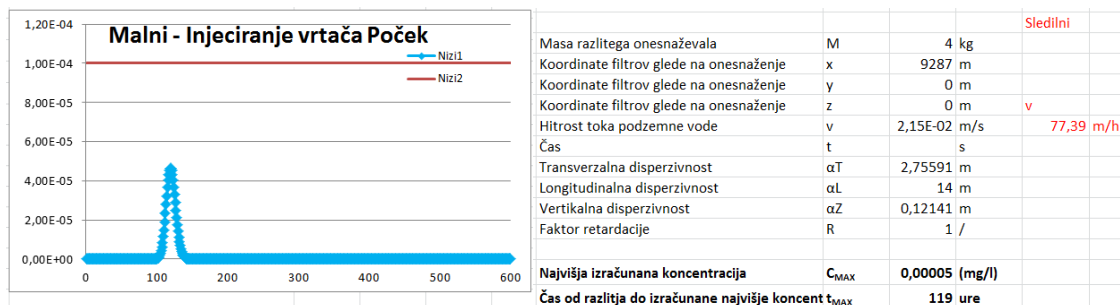 Malni - Injeciranje vrtača Poček
1,20E-04
1,00E-04
8,00E-05
6,00E-05
4,00E-05
2,00E-05
0,00E+00
0 100 200 300 400 500 600
Nizi1
Nizi2
Sledilni
Masa razlitega onesnaževala M 4 kg
Koordinate filtrov glede na onesnaženje x 9287 m
Koordinate filtrov glede na onesnaženje y 0 m
Koordinate filtrov glede na onesnaženje z 0 m v
Hitrost toka podzemne vode v 2,15E-02 m/s 77,39 m/h
Čas t s
Transverzalna disperzivnost αT 2,75591 m
Longitudinalna disperzivnost αL 14 m
Vertikalna disperzivnost αZ 0,12141 m
Faktor retardacije R 1 /
Najvišja izračunana koncentracija CMAX 0,00005 (mg/l)
Čas od razlitja do izračunane najvišje koncent tMAX 119 ure